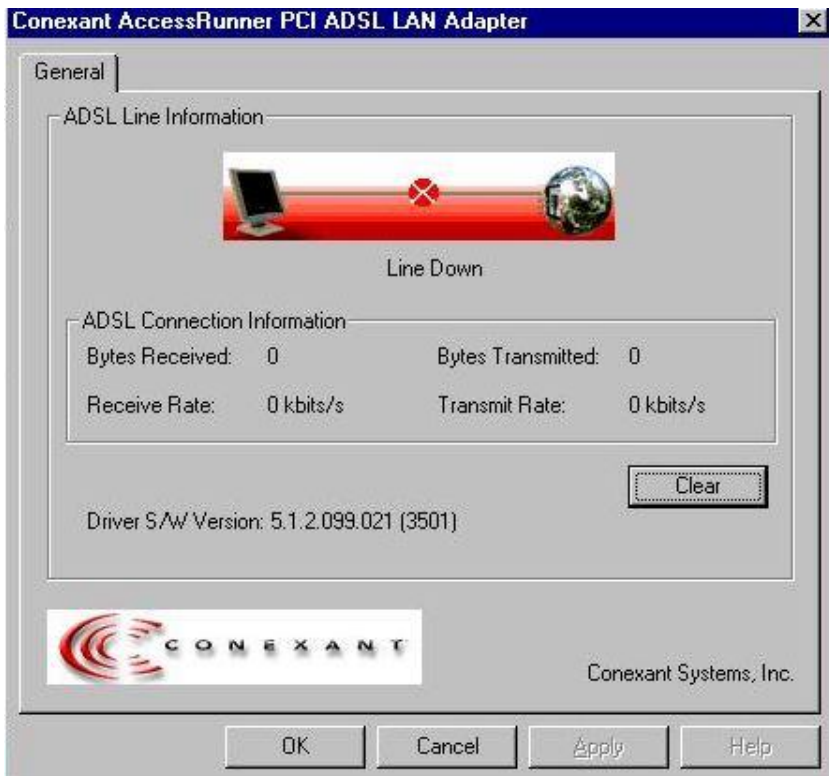 Conexant AccessRunner PCI ADSL LAN Adapter
General
ADSL Line Information
Line Down
ADSL Connection Information
Bytes Received: 0 Bytes Transmitted: 0
Receive Rate: 0 kbits/s Transmit Rate: 0 kbits/s
Clear
Driver S/W Version: 5.1.2.099.021 (3501)
CONEXANT
Conexant Systems, Inc.
OK Cancel Apply Help